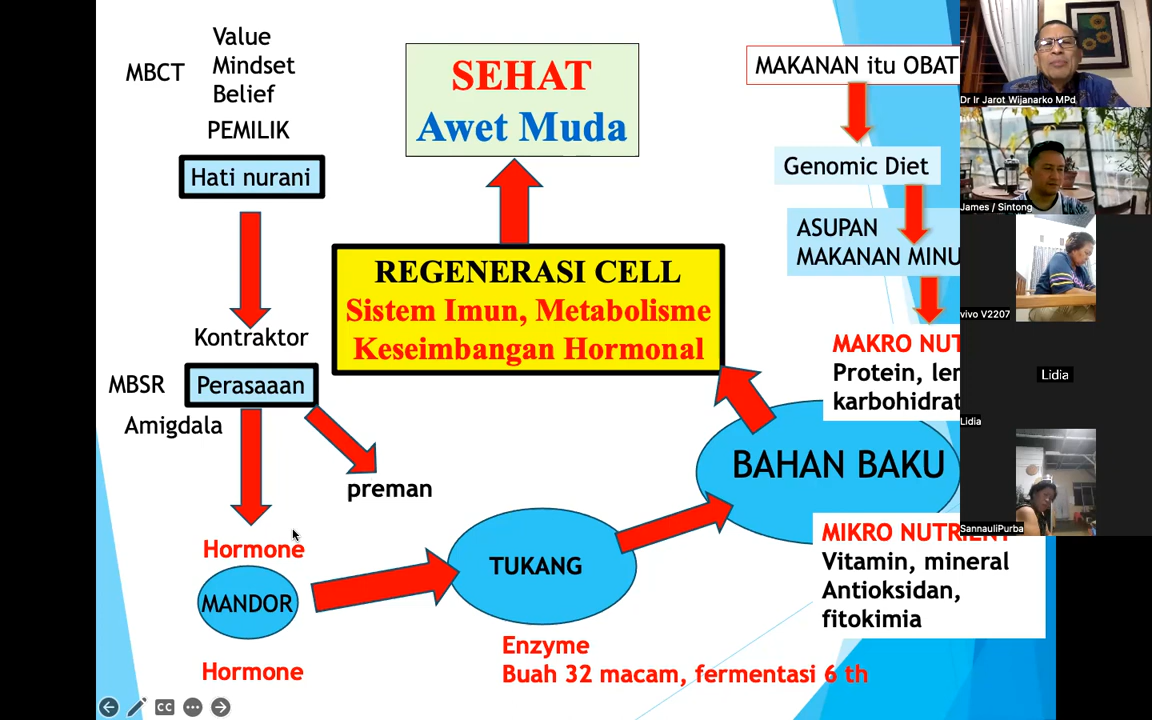 Value
MBCT
Mindset
Belief
PEMILIK
Hati nurani
Kontraktor
MBSR
Perasaaan
Amigdala
preman
Hormone
MANDOR
Hormone
TUKANG
Enzyme
Buah 32 macam, fermentasi 6 th
SEHAT
Awet Muda
REGENERASI CELL
Sistem Imun, Metabolisme
Keseimbangan Hormonal
MAKANAN itu OBAT
Genomic Diet
ASUPAN
MAKANAN MINU
MAKRO NUT
Protein, len
karbohidrat
BAHAN BAKU
MIKRO NUTRIENT
Vitamin, mineral
Antioksidan,
fitokimia
Dr Ir Jarot Wijanarko MPd
James / Sintong
vivo V2207
Lidia
Lidia
SannauliPurba
CC